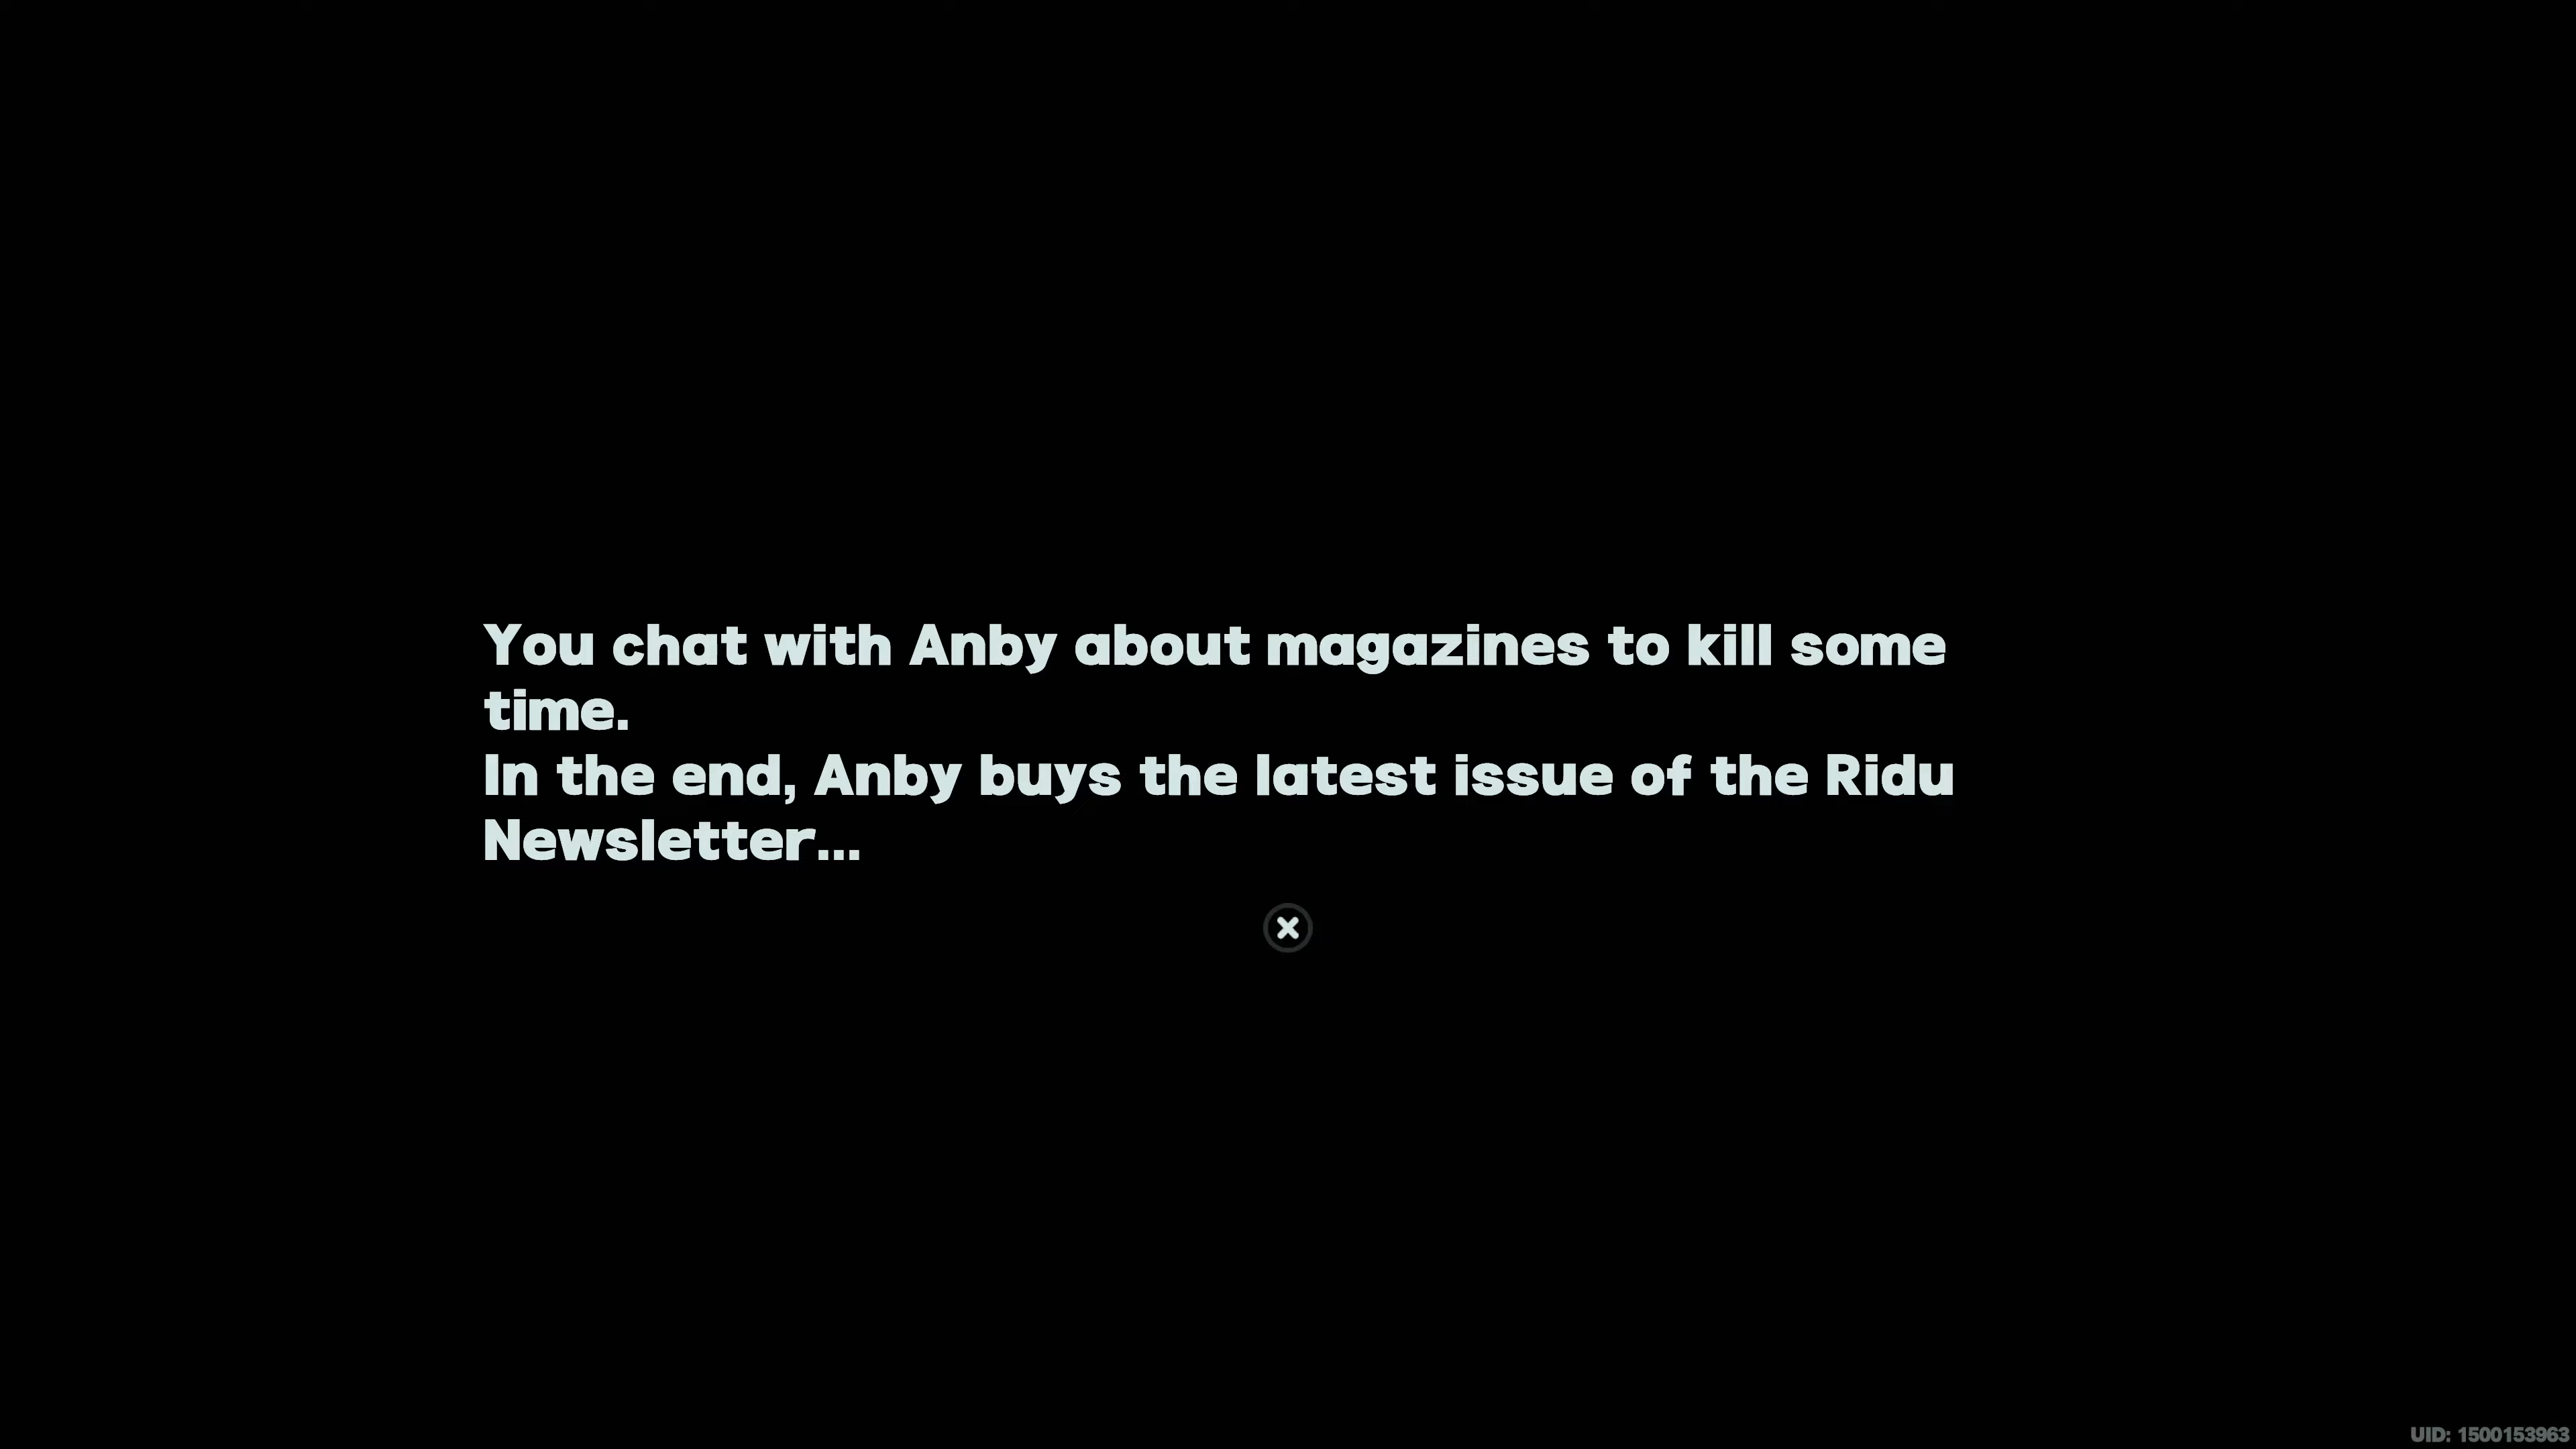 You chat with Anby about magazines to kill some
time.
In the end, Anby buys the latest issue of the Ridu
Newsletter...
UID: 1500153963